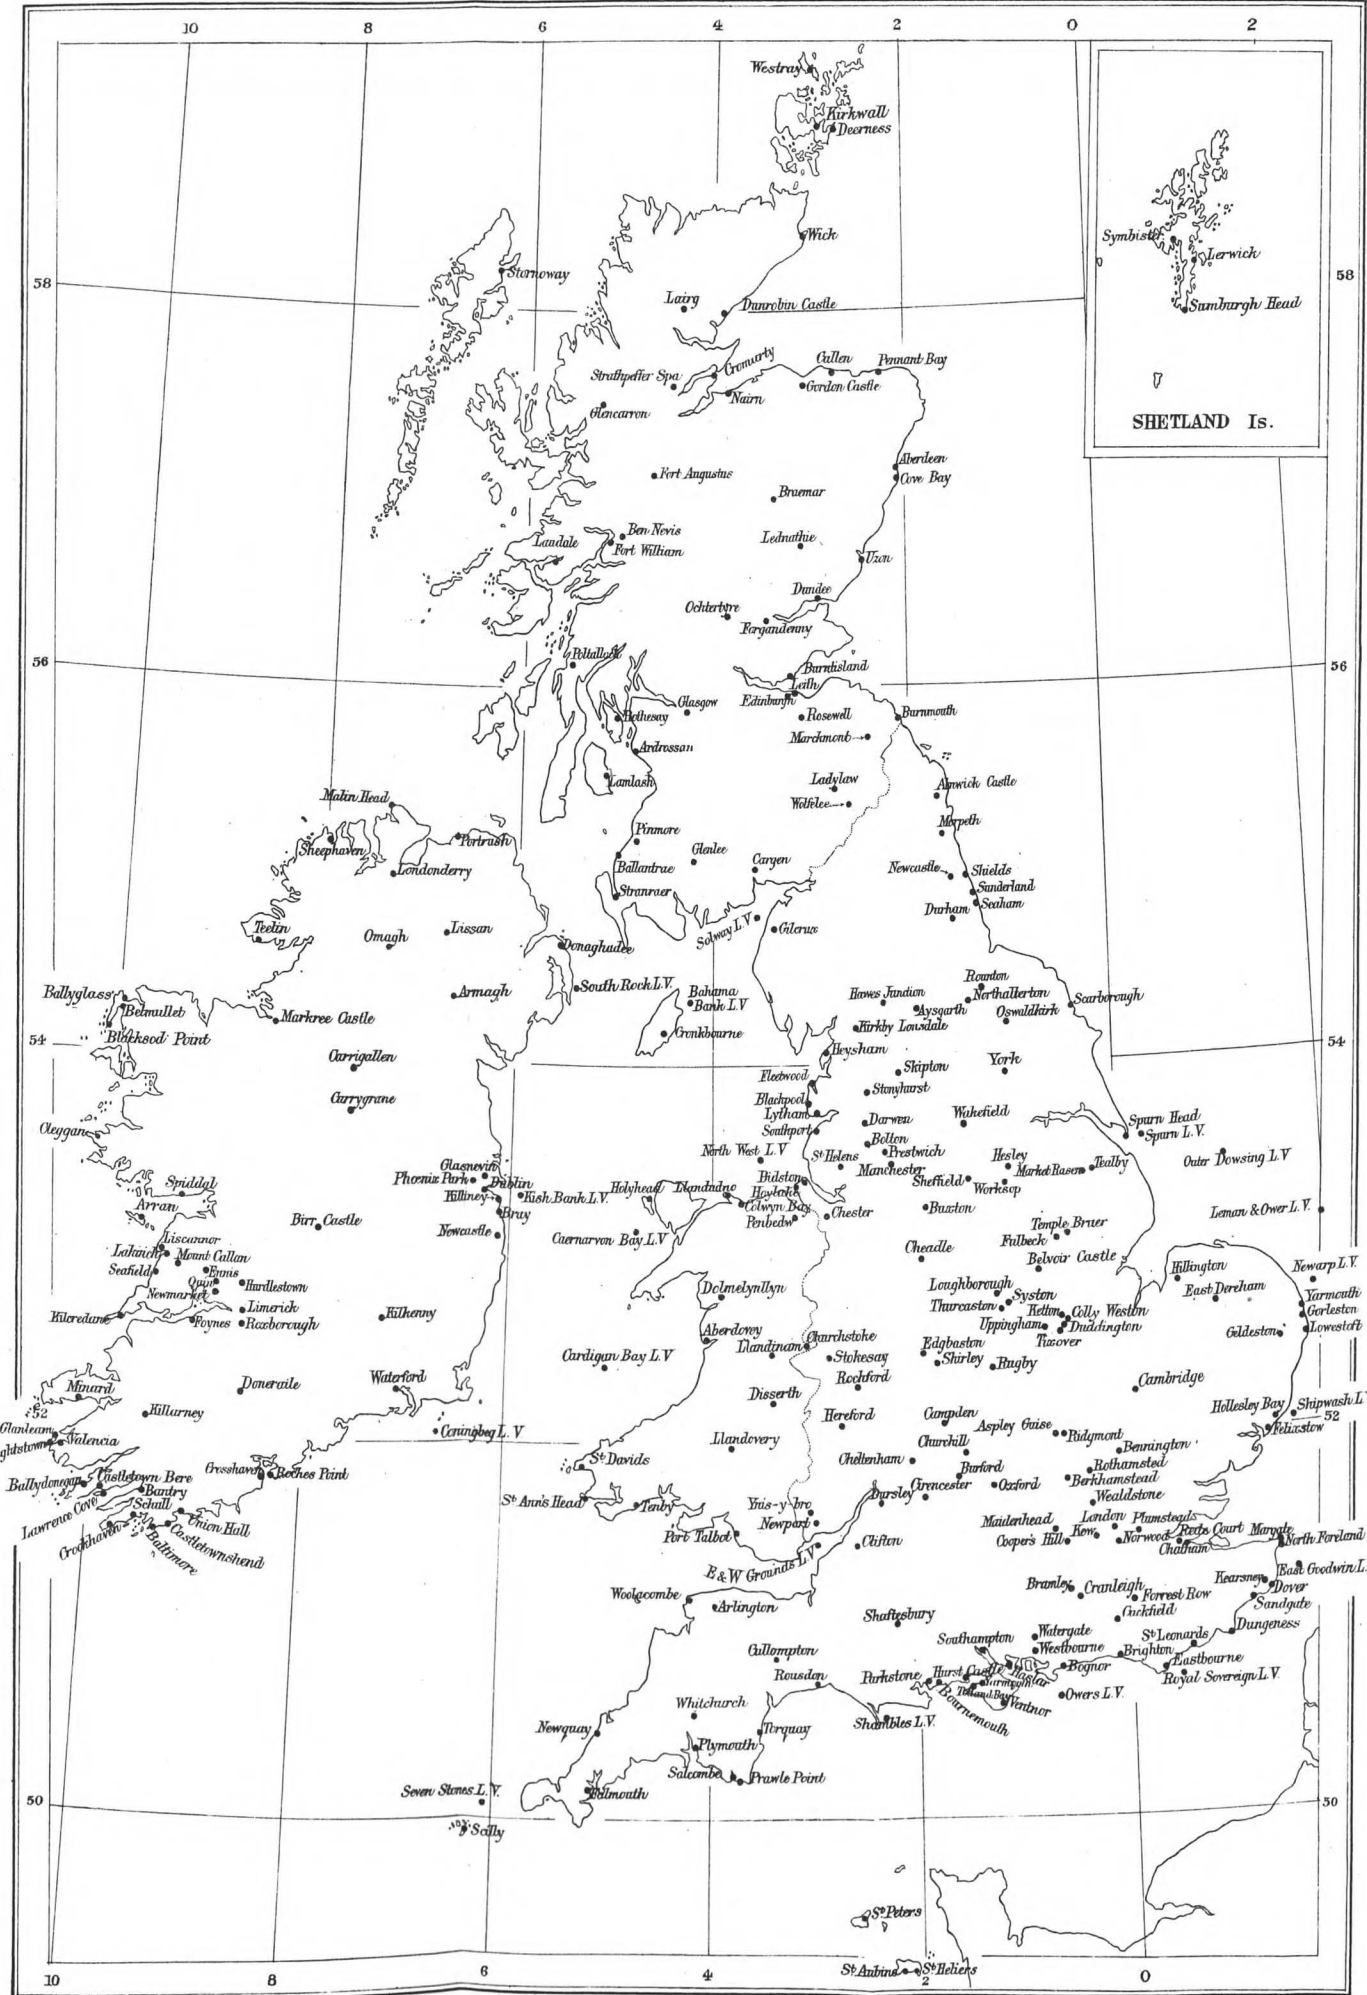 10 8 6 4 2 0 2
Westray
Kirkwall
Deerness
Wick
Symbister
Lerwick
Sumburgh Head
SHETLAND Is.
58
58
Stornoway
Lairg
Dunrobin Castle
Cromarty
Cullen
Pennant Bay
Strathpeffer Spa
Gordon Castle
Nairn
Glencarron
Aberdeen
Cove Bay
Fort Augustus
Braemar
Ben Nevis
Laudale
Fort William
Lednathie
Uzon
Dundee
Ochtertyre
Forgandenny
56
56
Poltalloch
Burntisland
Leith
Edinburgh
Glasgow
Rothesay
Rosewell
Burnmouth
Marchmont
Ardrossan
Lamlash
Ladylaw
Alnwick Castle
Wolfelee
Malin Head
Morpeth
Pinmore
Portrush
Sheephaven
Glenlee
Cargen
Ballantrae
Londonderry
Newcastle
Shields
Stranraer
Sunderland
Seaham
Durham
Teelin
Omagh
Lissan
Solway L.V
Gilcrux
Donaghadee
Rounton
South Rock L.V.
Bahama
Bank L.V
Ballyglass
Armagh
Hawes Junction
Northallerton
Scarborough
Belmullet
Aysgarth
Oswaldkirk
Markree Castle
Kirkby Lonsdale
Blacksod Point
Cronkbourne
54
54
Carrigallen
Heysham
Skipton
York
Fleetwood
Stonyhurst
Carrygrane
Blackpool
Lytham
Darwen
Wakefield
Spurn Head
Spurn L.V.
Cleggan
Southport
Bolton
North West L.V
St Helens
Prestwich
Manchester
Hesley
Market Rasen
Tealby
Outer Dowsing L.V
Glasnevin
Phoenix Park
Dublin
Bidston
Sheffield
Worksop
Spiddal
Killiney
Kish Bank L.V.
Holyhead
Llandudno
Hoylake
Colwyn Bay
Arran
Bray
Penbedw
Chester
Buxton
Leman & Ower L.V.
Birr Castle
Newcastle
Caernarvon Bay L.V
Temple Bruer
Fulbeck
Liscannor
Lahinch
Mount Callan
Cheadle
Belvoir Castle
Seafield
Ennis
Hillington
Newarp L.V.
Quin
Hurdlestown
Dolmelynllyn
Loughborough
Syston
East Dereham
Yarmouth
Newmarket
Limerick
Thurcaston
Ketton
Colly Weston
Gorleston
Kilcredane
Foynes
Roxborough
Kilkenny
Uppingham
Duddington
Lowestoft
Aberdovey
Churchstoke
Tixover
Geldeston
Llandinam
Edgbaston
Cardigan Bay L.V
Stokesay
Shirley
Rugby
Minard
Doneraile
Waterford
Rochford
Cambridge
52
Killarney
Disserth
Hollesley Bay
Shipwash L.
52
Glanleam
Coningbeg L.V
Hereford
Campden
Aspley Guise
Ridgmont
Felixstow
ghtstown
Valencia
Llandovery
Churchill
Bennington
Crosshaven
Roches Point
St Davids
Cheltenham
Burford
Rothamsted
Ballydonegan
Castletown Bere
Cirencester
Oxford
Berkhamstead
Bantry
St Ann's Head
Dursley
Wealdstone
Lawrence Cove
Schull
Tenby
Ynis-y-bro
Maidenhead
London
Plumstead
Union Hall
Newport
Cooper's Hill
Kew
Norwood
Reeds Court
Margate
Crookhaven
Castletownshend
Port Talbot
Clifton
Chatham
North Foreland
Baltimore
E & W Grounds L.V
East Goodwin L.
Bramley
Cranleigh
Kearsney
Dover
Woolacombe
Arlington
Forrest Row
Sandgate
Shaftesbury
Cuckfield
Dungeness
Southampton
Watergate
St Leonards
Cullompton
Westbourne
Brighton
Eastbourne
Rousdon
Parkstone
Hurst Castle
Haslar
Bognor
Royal Sovereign L.V.
Yarmouth
Totland Bay
Ventnor
Owers L.V.
Whitchurch
Bournemouth
Newquay
Torquay
Shambles L.V.
Plymouth
Salcombe
Prawle Point
Seven Stones L.V.
Falmouth
50
50
Scilly
St Peters
St Aubins
St Heliers
10 8 6 4 2 0